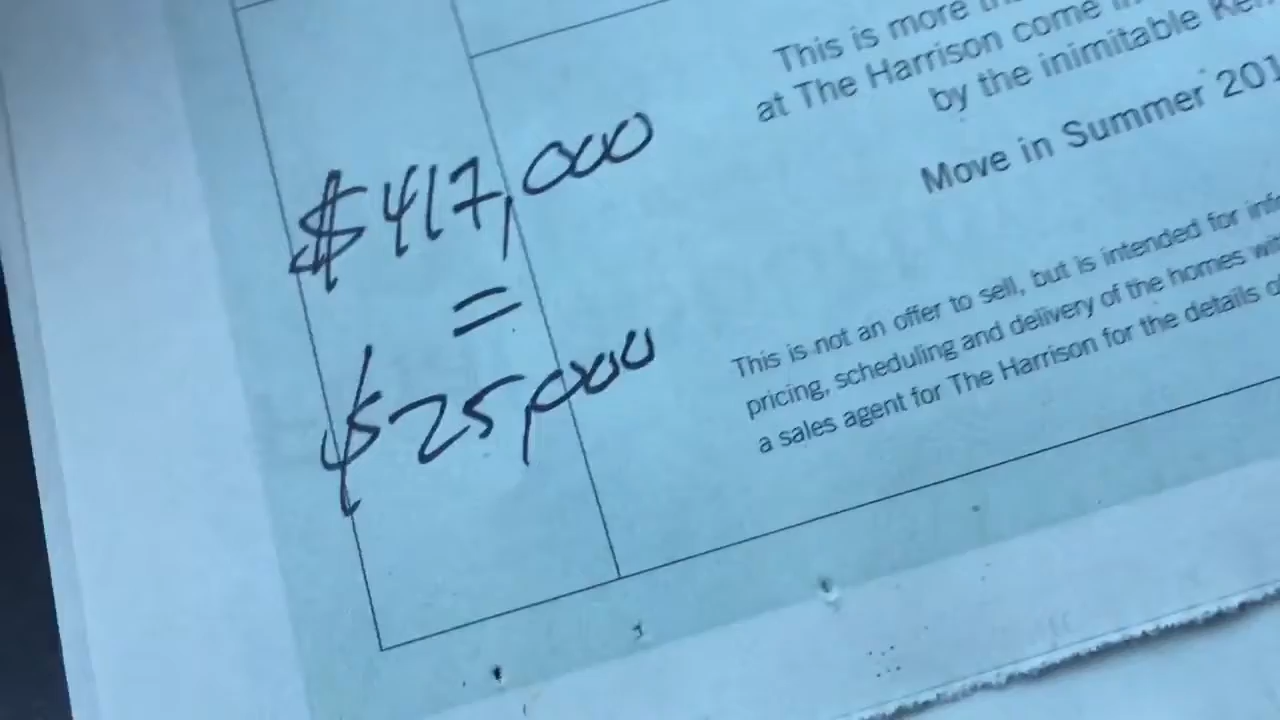 $417,000
=
$25,000
This is more
at The Harrison come
by the inimitable
Move in Summer 201
This is not an offer to sell, but is intended for
pricing, scheduling and delivery of the homes
a sales agent for The Harrison for the details of